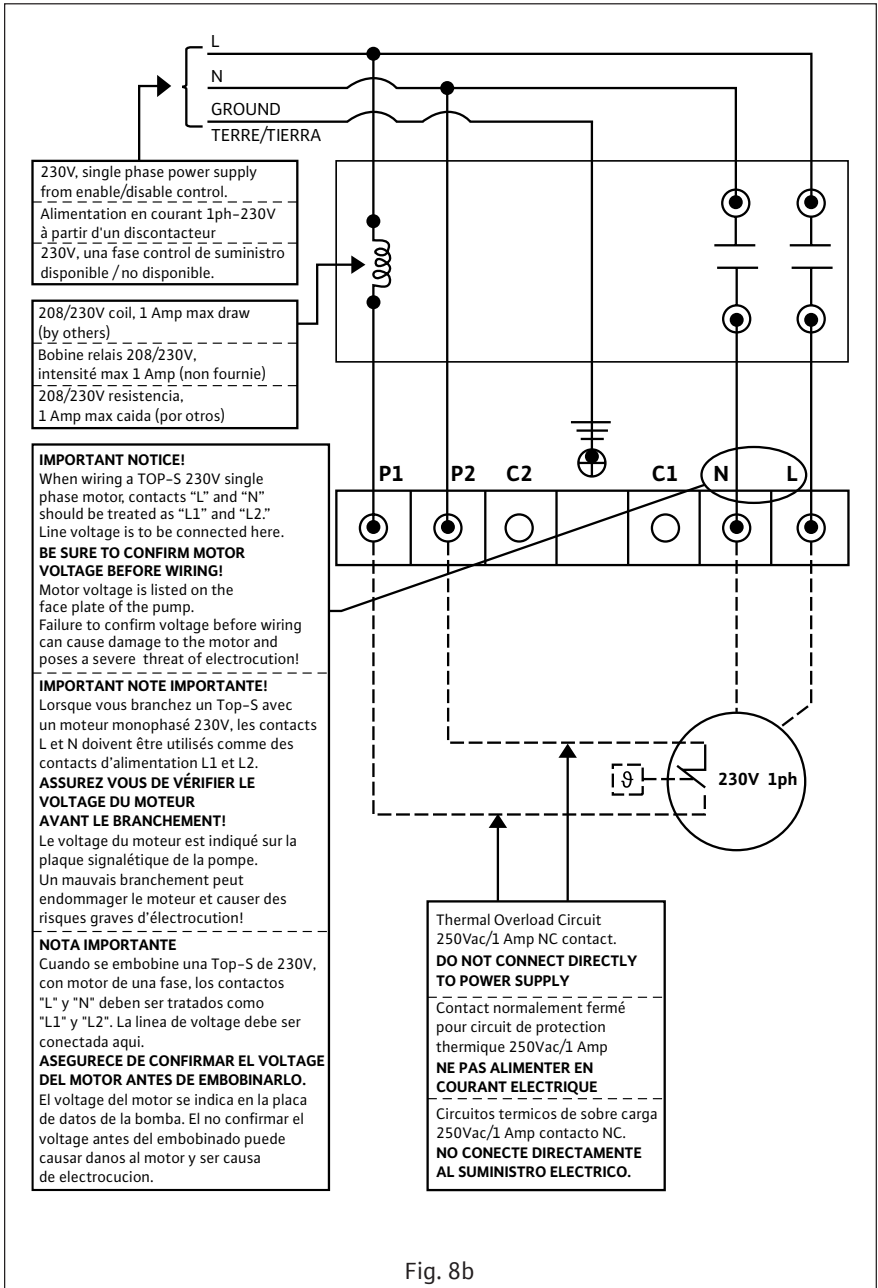 L
N
GROUND
TERRE/TIERRA
230V, single phase power supply
from enable/disable control.
Alimentation en courant 1ph-230V
à partir d'un discontacteur
230V, una fase control de suministro
disponible / no disponible.
208/230V coil, 1 Amp max draw
(by others)
Bobine relais 208/230V,
intensité max 1 Amp (non fournie)
208/230V resistencia,
1 Amp max caida (por otros)
P1 P2 C2 C1 N L
IMPORTANT NOTICE!
When wiring a TOP-S 230V single
phase motor, contacts “L” and “N”
should be treated as “L1” and “L2.”
Line voltage is to be connected here.
BE SURE TO CONFIRM MOTOR
VOLTAGE BEFORE WIRING!
Motor voltage is listed on the
face plate of the pump.
Failure to confirm voltage before wiring
can cause damage to the motor and
poses a severe threat of electrocution!
IMPORTANT NOTE IMPORTANTE!
Lorsque vous branchez un Top-S avec
un moteur monophasé 230V, les contacts
L et N doivent être utilisés comme des
contacts d’alimentation L1 et L2.
ASSUREZ VOUS DE VÉRIFIER LE
VOLTAGE DU MOTEUR
AVANT LE BRANCHEMENT!
Le voltage du moteur est indiqué sur la
plaque signalétique de la pompe.
Un mauvais branchement peut
endommager le moteur et causer des
risques graves d’électrocution!
NOTA IMPORTANTE
Cuando se embobine una Top-S de 230V,
con motor de una fase, los contactos
"L" y "N" deben ser tratados como
"L1" y "L2". La linea de voltage debe ser
conectada aqui.
ASEGURECE DE CONFIRMAR EL VOLTAGE
DEL MOTOR ANTES DE EMBOBINARLO.
El voltage del motor se indica en la placa
de datos de la bomba. El no confirmar el
voltage antes del embobinado puede
causar danos al motor y ser causa
de electrocucion.
ϑ
230V 1ph
Thermal Overload Circuit
250Vac/1 Amp NC contact.
DO NOT CONNECT DIRECTLY
TO POWER SUPPLY
Contact normalement fermé
pour circuit de protection
thermique 250Vac/1 Amp
NE PAS ALIMENTER EN
COURANT ELECTRIQUE
Circuitos termicos de sobre carga
250Vac/1 Amp contacto NC.
NO CONECTE DIRECTAMENTE
AL SUMINISTRO ELECTRICO.
Fig. 8b